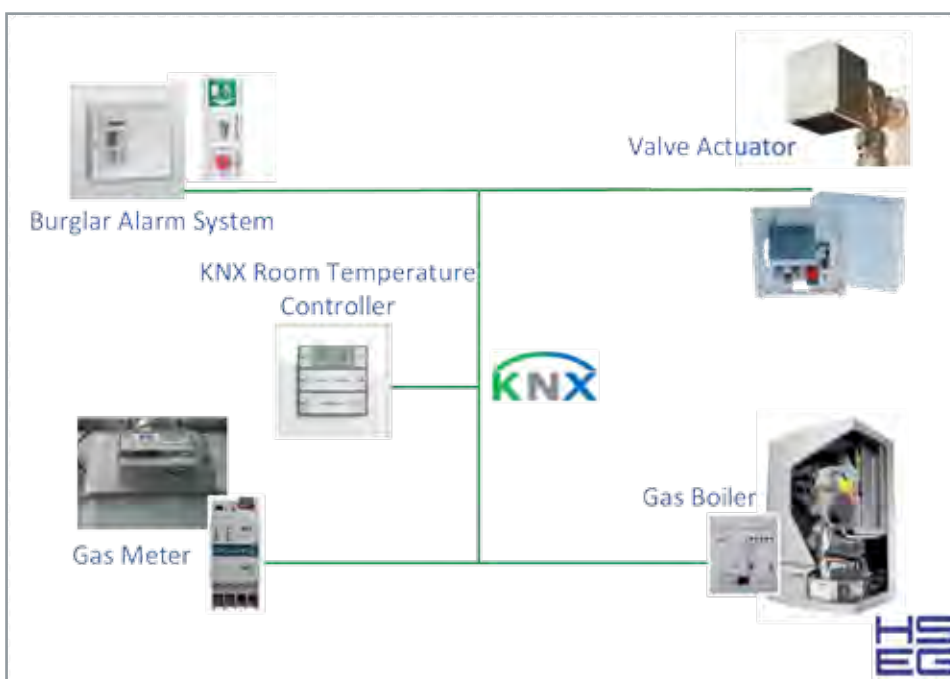 Valve Actuator
Burglar Alarm System
KNX Room Temperature
Controller
KNX
Gas Boiler
Gas Meter
HS
EG